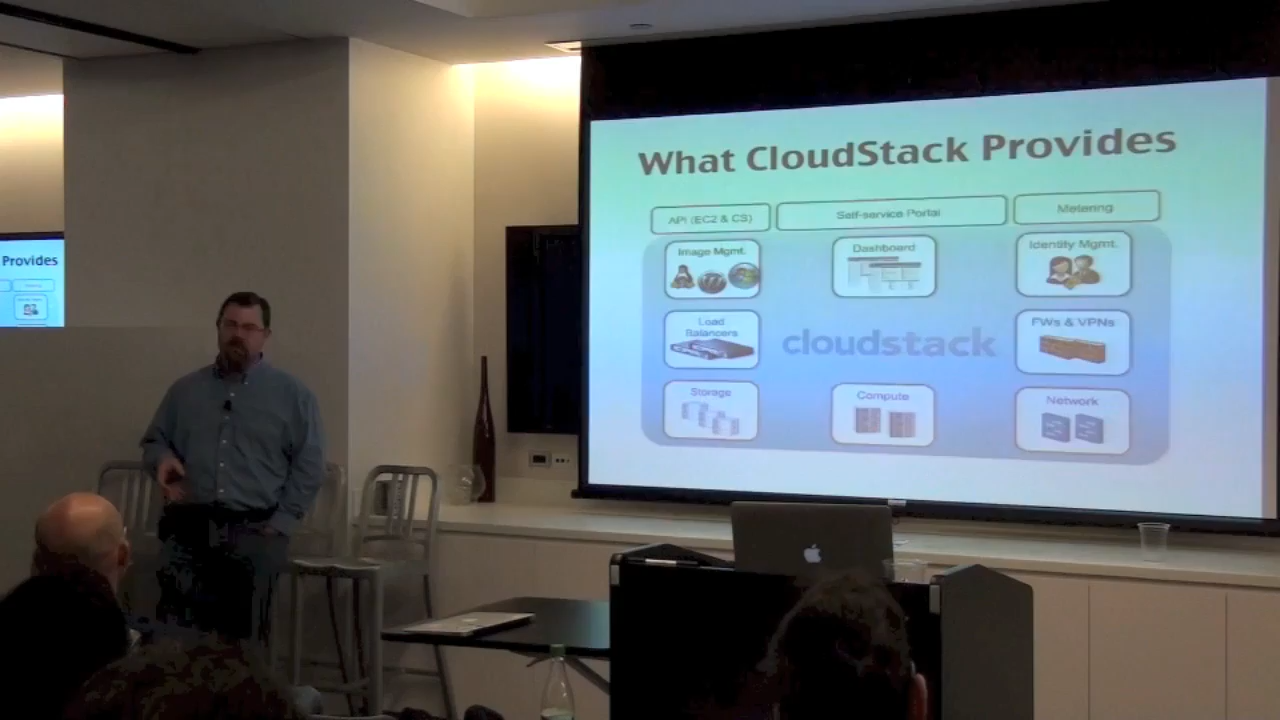 What CloudStack Provides
API (EC2 & CS)
Self-service Portal
Metering
Image Mgmt.
Dashboard
Identity Mgmt.
Provides
Load
Balancers
cloudstack
FWs & VPNs
Storage
Compute
Network